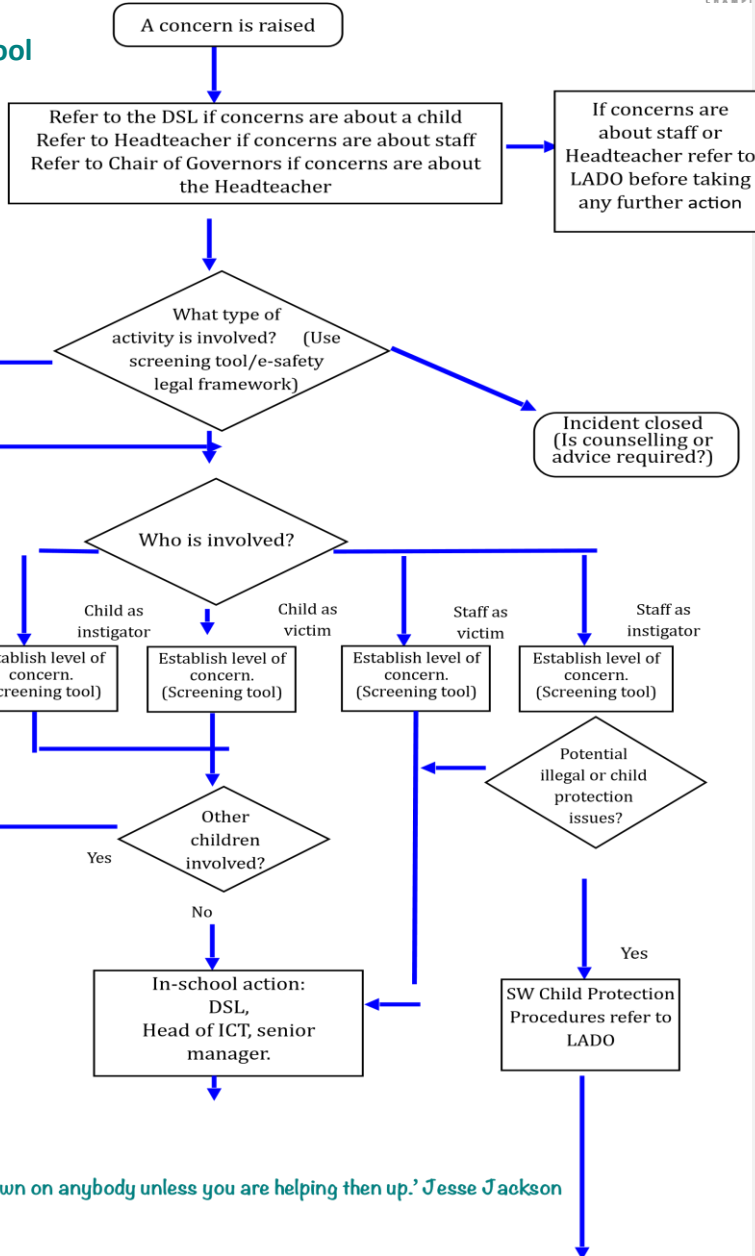 A concern is raised
ool
Refer to the DSL if concerns are about a child
Refer to Headteacher if concerns are about staff
Refer to Chair of Governors if concerns are about
the Headteacher
If concerns are
about staff or
Headteacher refer to
LADO before taking
any further action
What type of
activity is involved? (Use
screening tool/e-safety
legal framework)
Incident closed
(Is counselling or
advice required?)
Who is involved?
Child as
instigator
Child as
victim
Staff as
victim
Staff as
instigator
tablish level of
concern.
creening tool)
Establish level of
concern.
(Screening tool)
Establish level of
concern.
(Screening tool)
Establish level of
concern.
(Screening tool)
Potential
illegal or child
protection
issues?
Other
children
involved?
Yes
No
Yes
In-school action:
DSL,
Head of ICT, senior
manager.
SW Child Protection
Procedures refer to
LADO
wn on anybody unless you are helping then up.’ Jesse Jackson